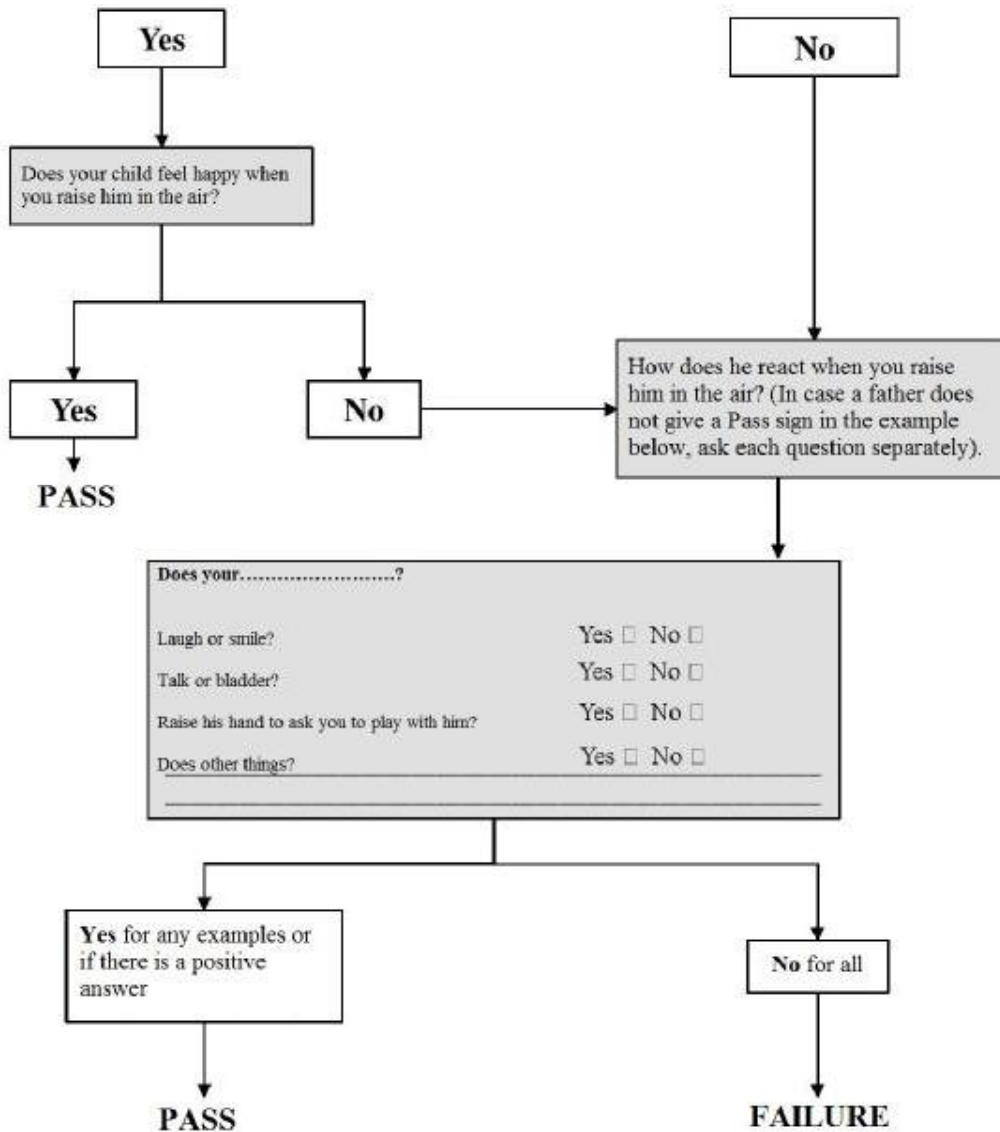 Yes
No
Does your child feel happy when
you raise him in the air?
Yes
No
How does he react when you raise
him in the air? (In case a father does
not give a Pass sign in the example
below, ask each question separately).
PASS
Does your.........................?
Laugh or smile? Yes □ No □
Talk or bladder? Yes □ No □
Raise his hand to ask you to play with him? Yes □ No □
Does other things? Yes □ No □
Yes for any examples or
if there is a positive
answer
No for all
PASS
FAILURE